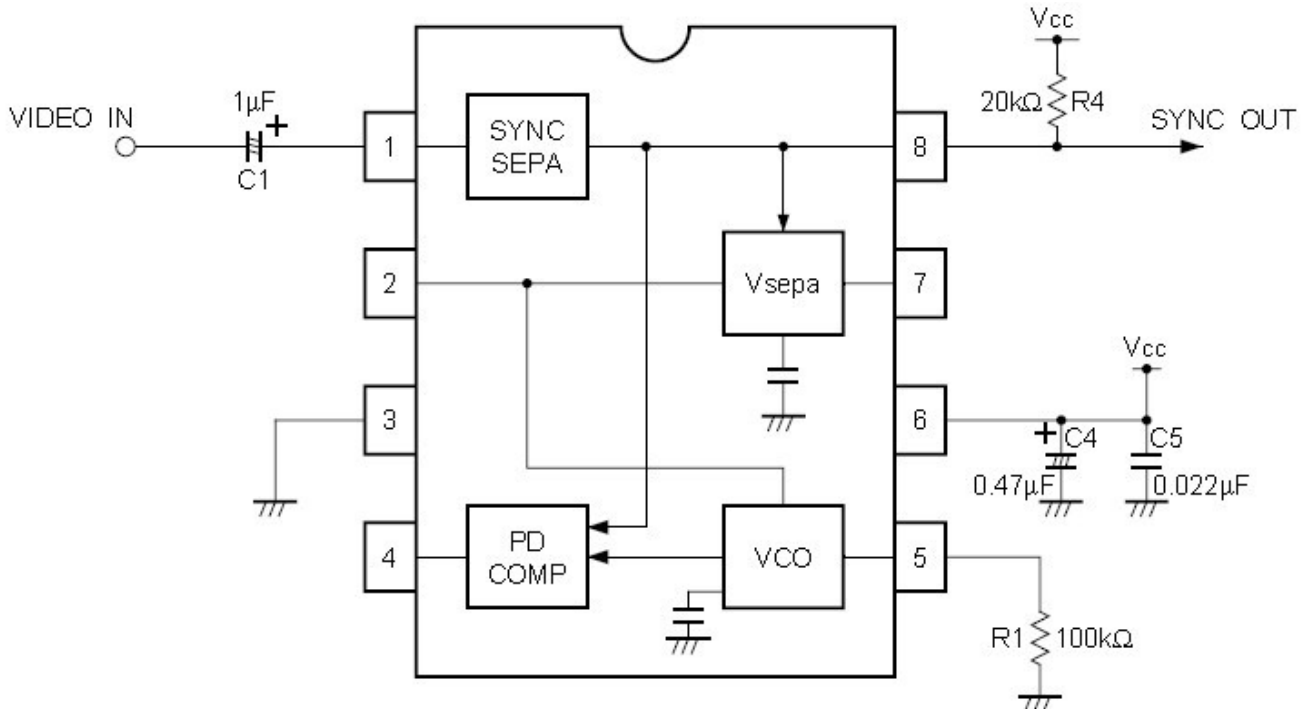 Vcc
1μF
+
VIDEO IN
C1
1
SYNC
SEPA
8
20kΩ
R4
SYNC OUT
2
Vsepa
7
Vcc
3
6
+
C4
C5
0.47μF
0.022μF
4
PD
COMP
VCO
5
R1
100kΩ